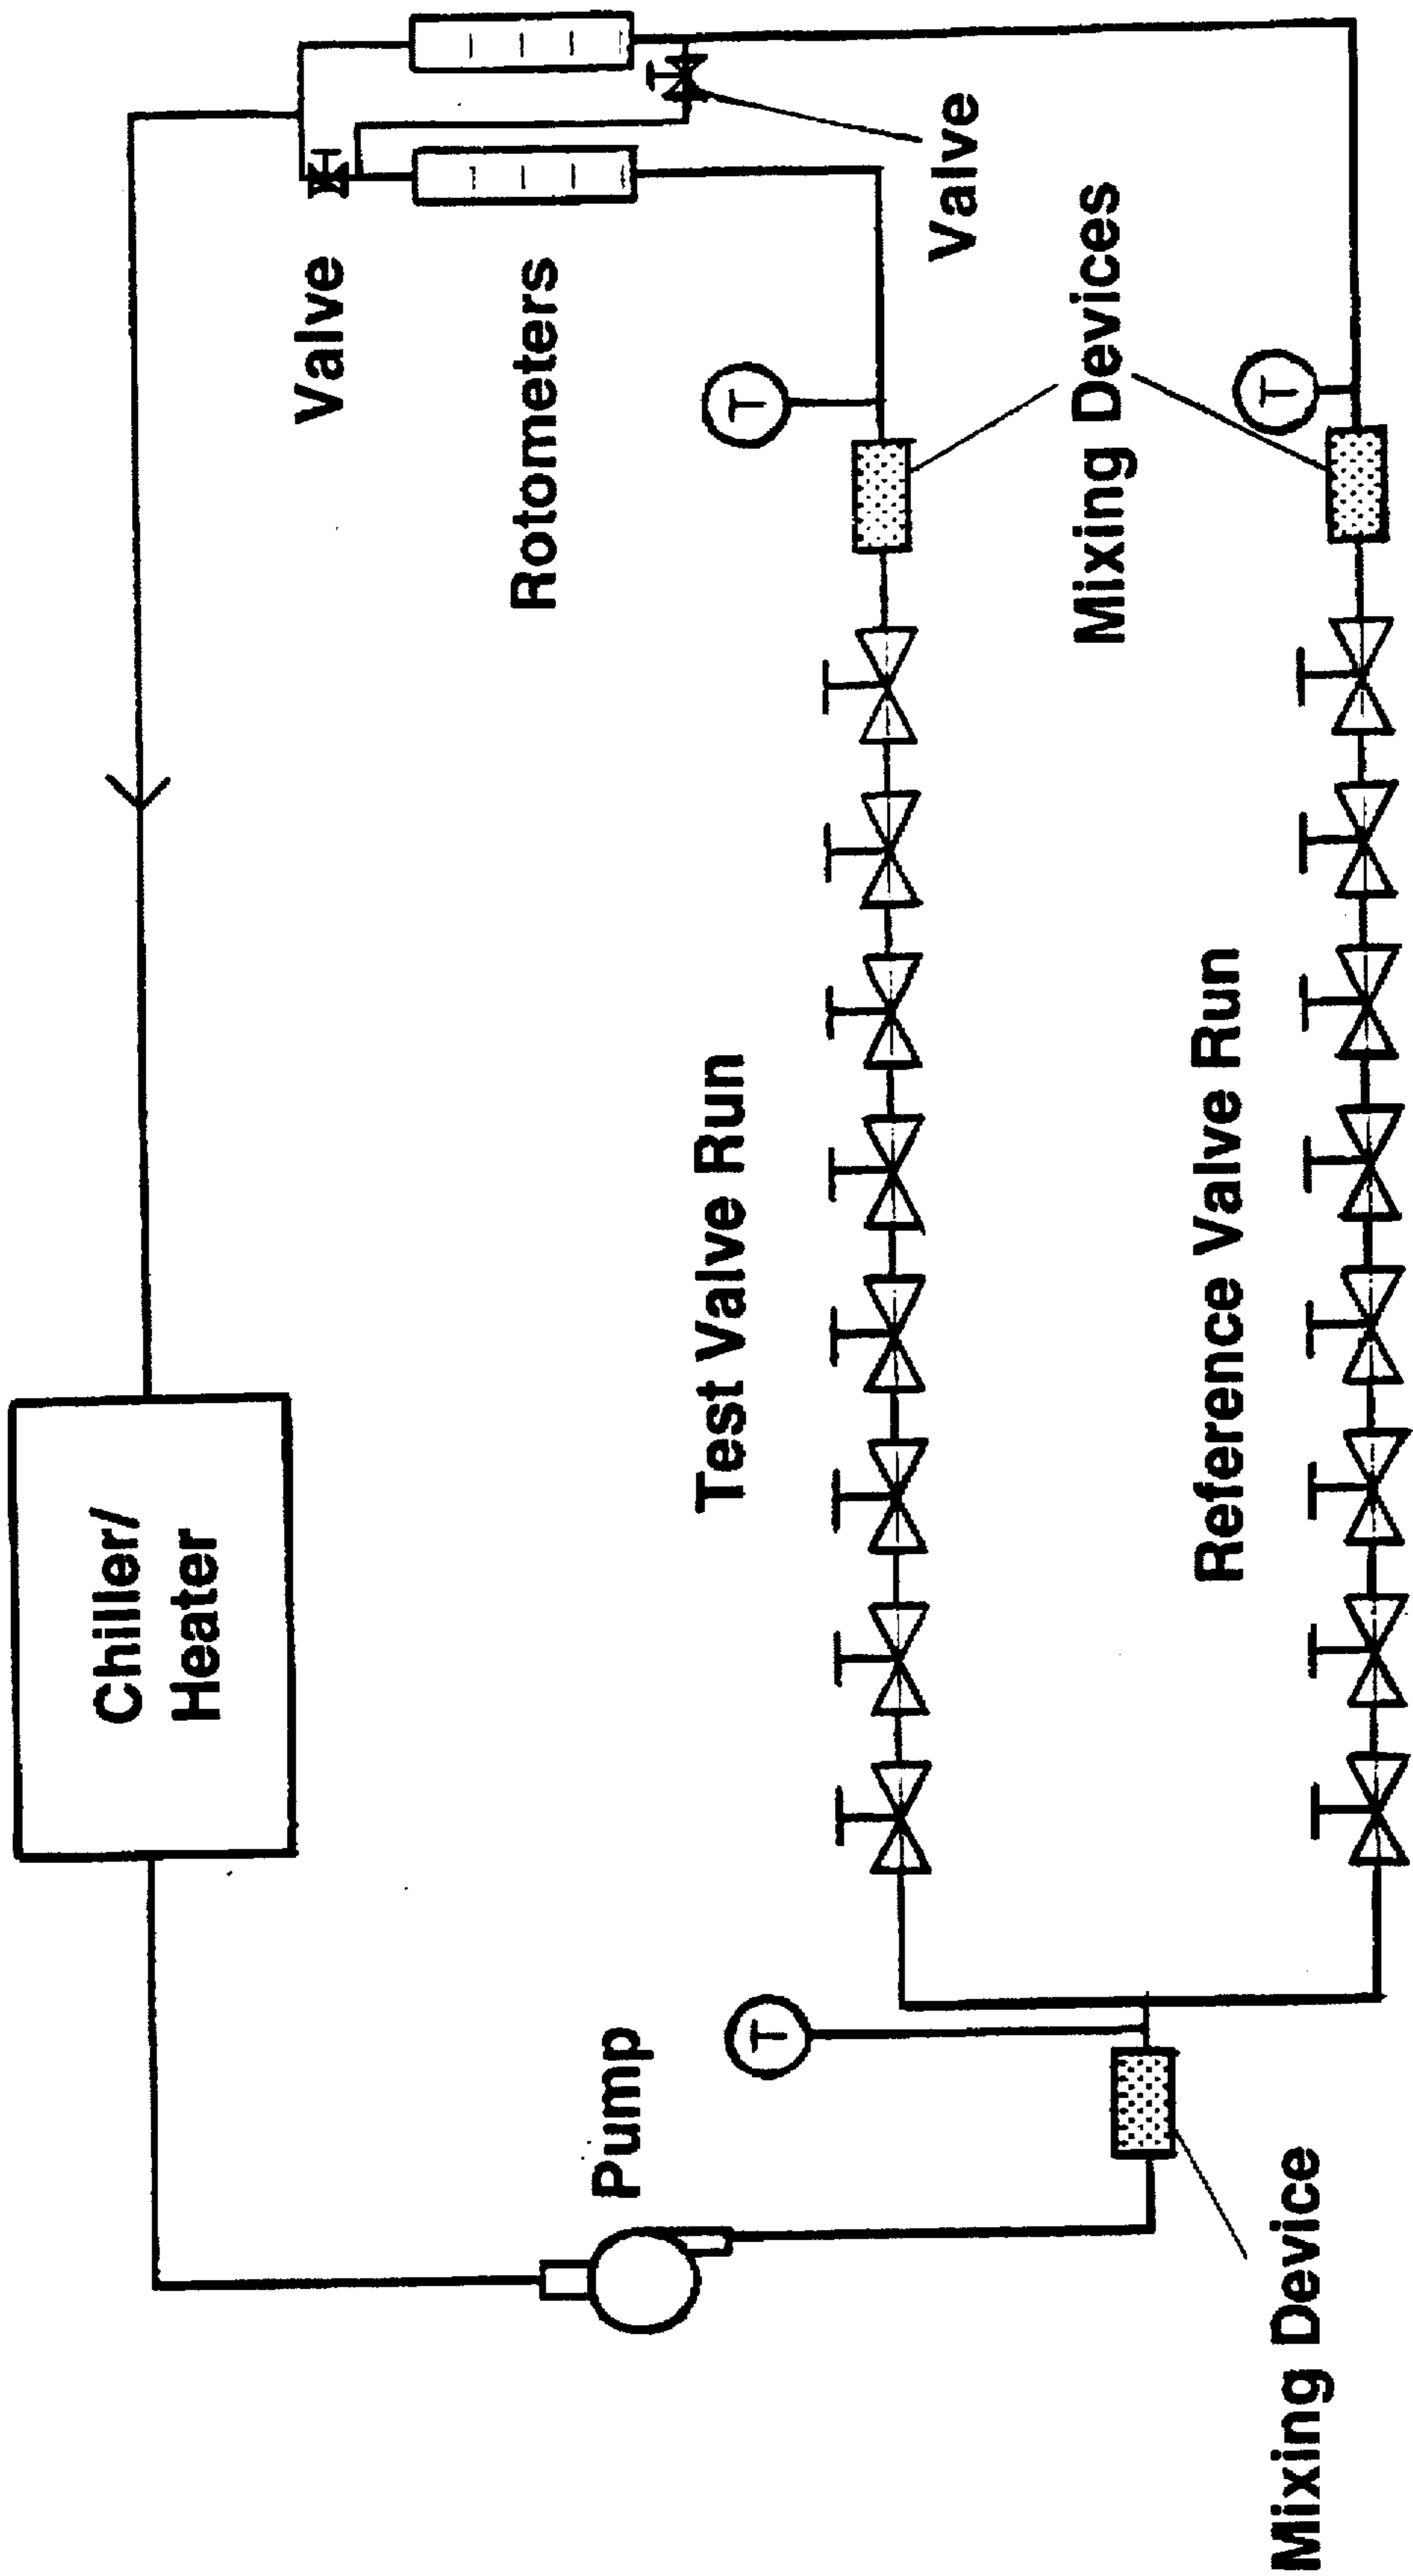 Chiller/
Heater
Valve
Rotometers
Pump
T
Test Valve Run
T
Valve
Mixing Devices
Reference Valve Run
T
Mixing Device